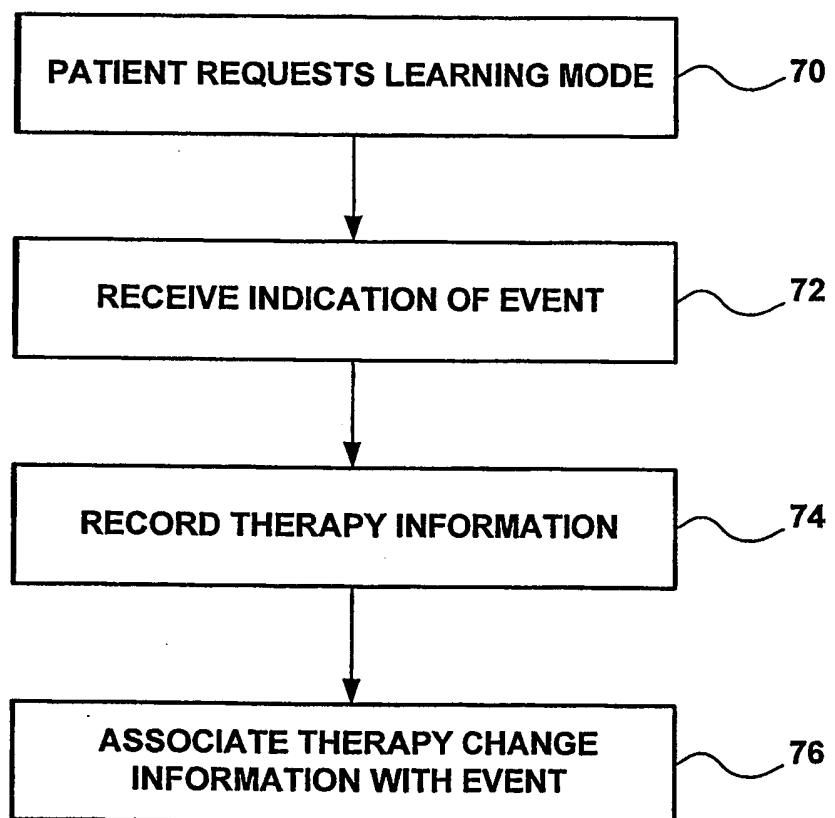 PATIENT REQUESTS LEARNING MODE
70
RECEIVE INDICATION OF EVENT
72
RECORD THERAPY INFORMATION
74
ASSOCIATE THERAPY CHANGE
INFORMATION WITH EVENT
76